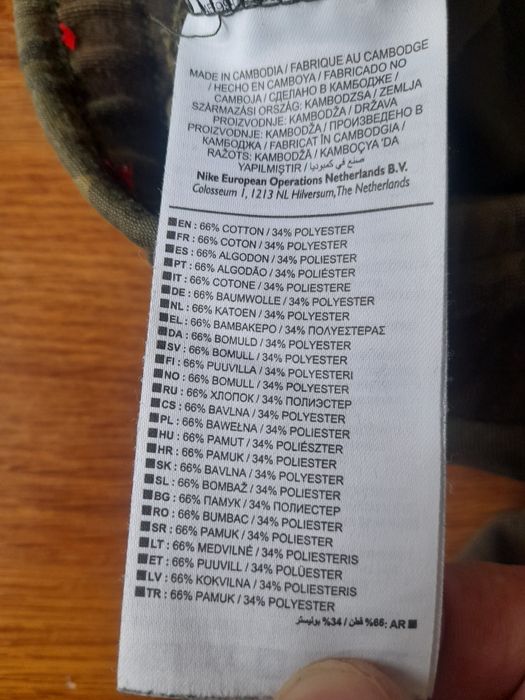 MADE IN CAMBODIA / FABRIQUE AU CAMBODGE
/ HECHO EN CAMBOYA / FABRICADO NO
CAMBOJA / СДЕЛАНО В КАМБОДЖЕ /
SZÁRMAZÁSI ORSZÁG: KAMBODZSA / ZEMLJA
PROIZVODNJE: KAMBODŽA / DRŽAVA
PROIZVODNJE: KAMBODŽA / ПРОИЗВЕДЕНО В
КАМБОДЖА / FABRICAT ÎN CAMBODGIA /
RAŽOTS: KAMBODŽĀ / KAMBOÇYA 'DA
YAPILMIŞTIR / صنع في كمبوديا
Nike European Operations Netherlands B.V.
Colosseum 1, 1213 NL Hilversum, The Netherlands
EN : 66% COTTON / 34% POLYESTER
FR : 66% COTON / 34% POLYESTER
ES : 66% ALGODON / 34% POLIESTER
PT : 66% ALGODÃO / 34% POLIÉSTER
IT : 66% COTONE / 34% POLIESTERE
DE : 66% BAUMWOLLE / 34% POLYESTER
NL : 66% KATOEN / 34% POLYESTER
EL : 66% ΒΑΜΒΑΚΕΡΟ / 34% ΠΟΛΥΕΣΤΕΡΑΣ
DA : 66% BOMULD / 34% POLYESTER
SV : 66% BOMULL / 34% POLYESTER
FI : 66% PUUVILLA / 34% POLYESTERI
NO : 66% BOMULL / 34% POLYESTER
RU : 66% ХЛОПОК / 34% ПОЛИЭСТЕР
CS : 66% BAVLNA / 34% POLYESTER
PL : 66% BAWEŁNA / 34% POLIESTER
HU : 66% PAMUT / 34% POLIÉSZTER
HR : 66% PAMUK / 34% POLIESTER
SK : 66% BAVLNA / 34% POLYESTER
SL : 66% BOMBAŽ / 34% POLIESTER
BG : 66% ПАМУК / 34% ПОЛИЕСТЕР
RO : 66% BUMBAC / 34% POLIESTER
SR : 66% PAMUK / 34% POLIESTER
LT : 66% MEDVILNĖ / 34% POLIESTERIS
ET : 66% PUUVILL / 34% POLÜESTER
LV : 66% KOKVILNA / 34% POLIESTERIS
TR : 66% PAMUK / 34% POLYESTER
AR :66% قطن / 34% بوليستر